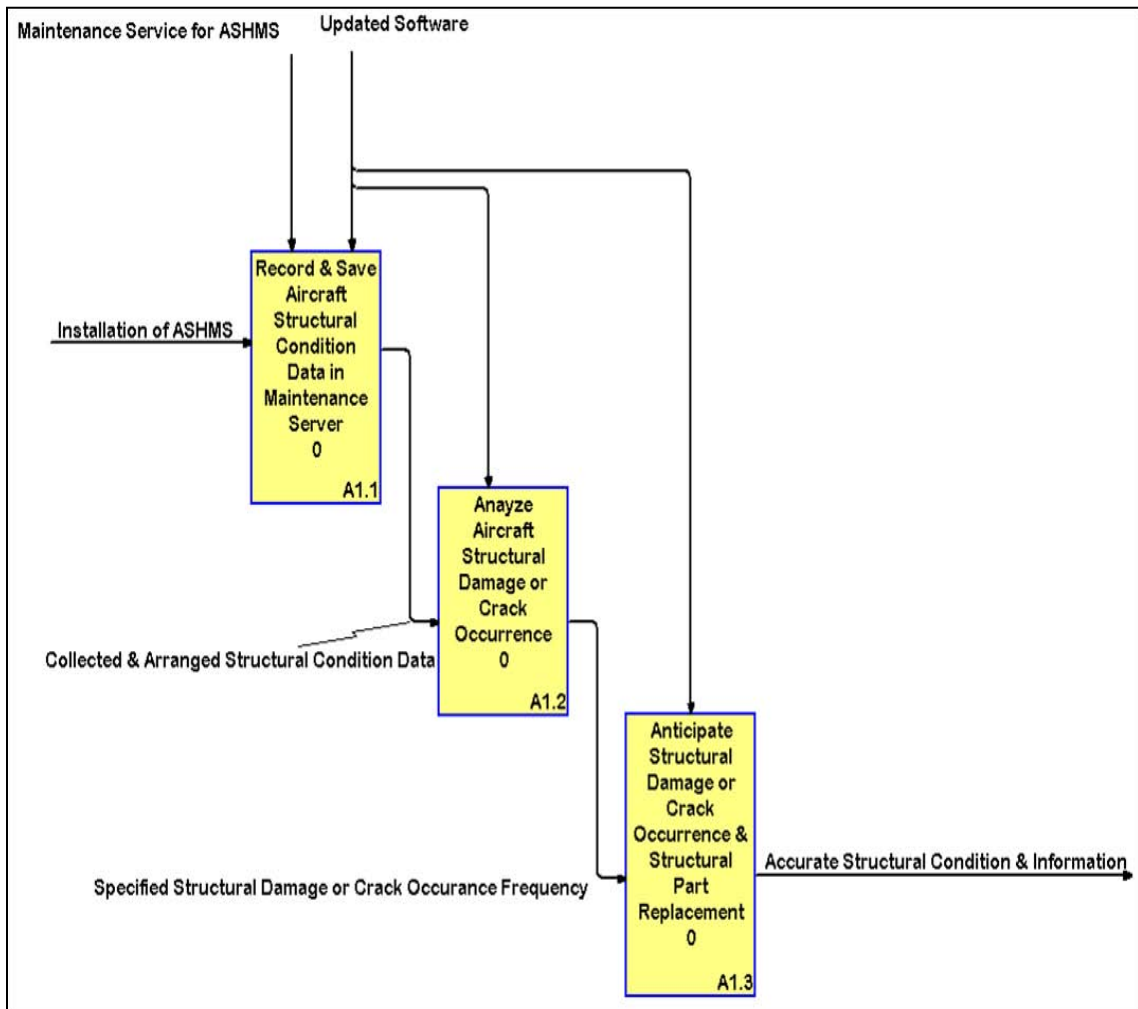 Maintenance Service for ASHMS
Updated Software
Record & Save
Aircraft
Structural
Condition
Data in
Maintenance
Server
0
A1.1
Installation of ASHMS
Anayze
Aircraft
Structural
Damage or
Crack
Occurrence
0
A1.2
Collected & Arranged Structural Condition Data
Anticipate
Structural
Damage or
Crack
Occurrence &
Structural
Part
Replacement
0
A1.3
Specified Structural Damage or Crack Occurance Frequency
Accurate Structural Condition & Information